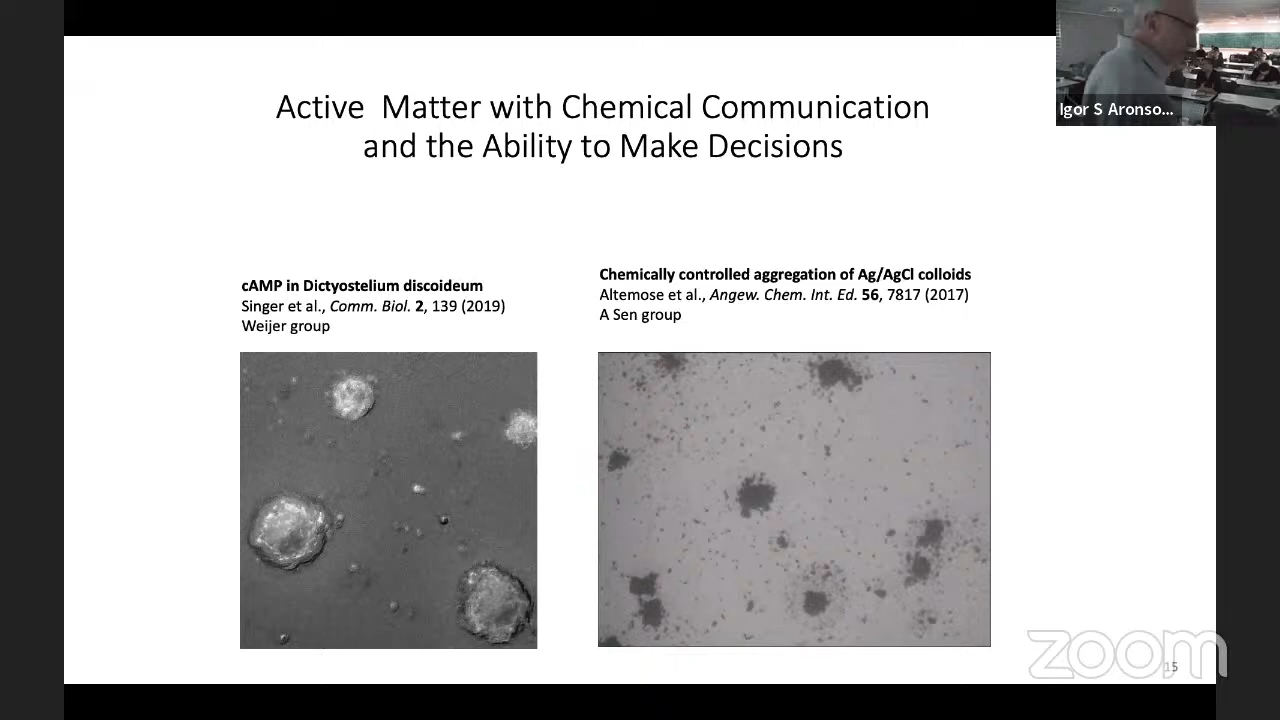 Active  Matter with Chemical Communication
and the Ability to Make Decisions
Igor S Aronso...
cAMP in Dictyostelium discoideum
Singer et al., Comm. Biol. 2, 139 (2019)
Weijer group
Chemically controlled aggregation of Ag/AgCl colloids
Altemose et al., Angew. Chem. Int. Ed. 56, 7817 (2017)
A Sen group
zoom
15